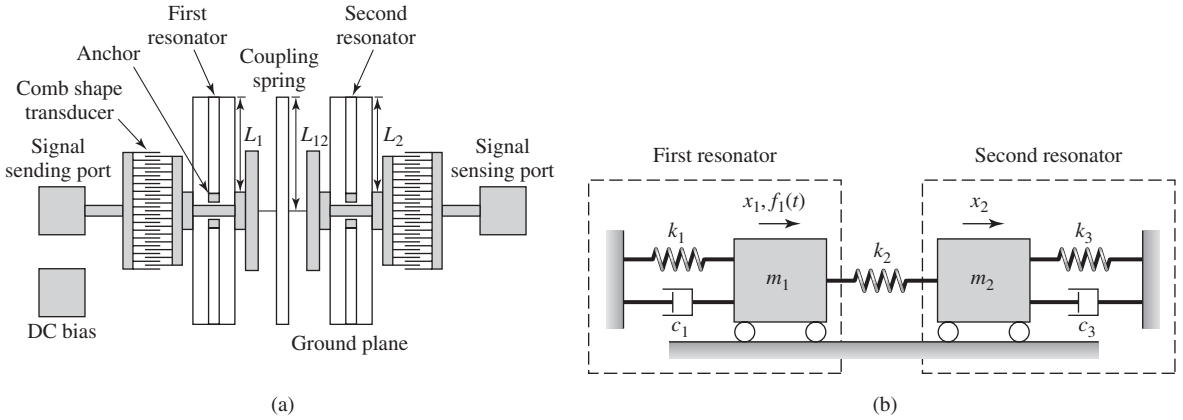 First
resonator
Second
resonator
Anchor
Coupling
spring
Comb shape
transducer
L1
L12
L2
Signal
sending port
Signal
sensing port
DC bias
Ground plane
(a)
First resonator
Second resonator
x1, f1(t)
x2
k1
k2
k3
m1
m2
c1
c3
(b)